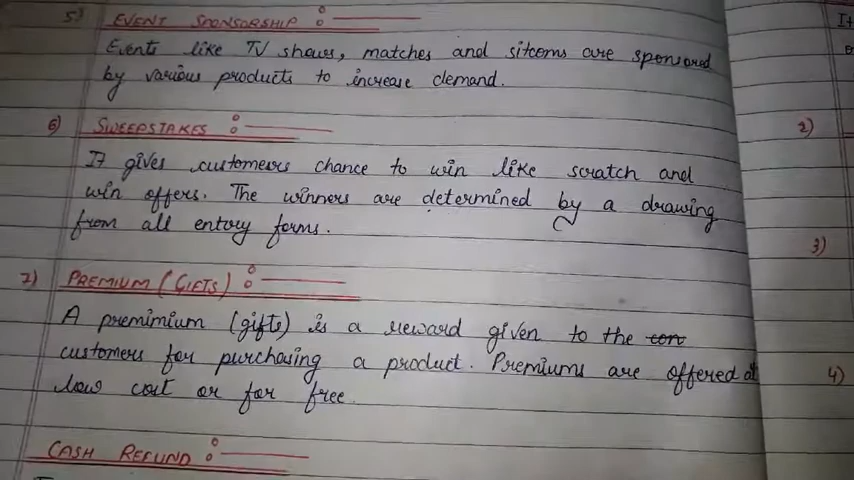 5) EVENT SPONSORSHIP :
Events like TV shows, matches and sitcoms are sponsored
by various products to increase demand.
6) SWEEPSTAKES :
It gives customers chance to win like scratch and
win offers. The winners are determined by a drawing
from all entry forms.
7) PREMIUM (GIFTS) :
A premimium (gifts) is a reward given to the con
customers for purchasing a product. Premiums are offered at
low cost or for free.
CASH REFUND :
It
2)
3)
4)